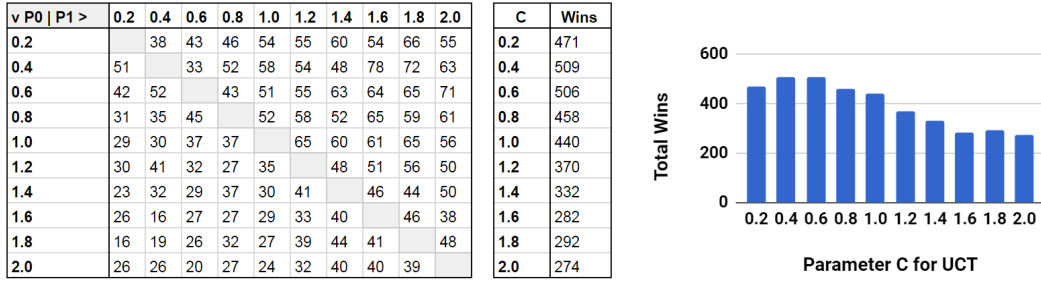 v P0 | P1 > 0.2 0.4 0.6 0.8 1.0 1.2 1.4 1.6 1.8 2.0
0.2 38 43 46 54 55 60 54 66 55
0.4 51 33 52 58 54 48 78 72 63
0.6 42 52 43 51 55 63 64 65 71
0.8 31 35 45 52 58 52 65 59 61
1.0 29 30 37 37 65 60 61 65 56
1.2 30 41 32 27 35 48 51 56 50
1.4 23 32 29 37 30 41 46 44 50
1.6 26 16 27 27 29 33 40 46 38
1.8 16 19 26 32 27 39 44 41 48
2.0 26 26 20 27 24 32 40 40 39
C Wins
0.2 471
0.4 509
0.6 506
0.8 458
1.0 440
1.2 370
1.4 332
1.6 282
1.8 292
2.0 274
Total Wins
600
400
200
0
0.2 0.4 0.6 0.8 1.0 1.2 1.4 1.6 1.8 2.0
Parameter C for UCT